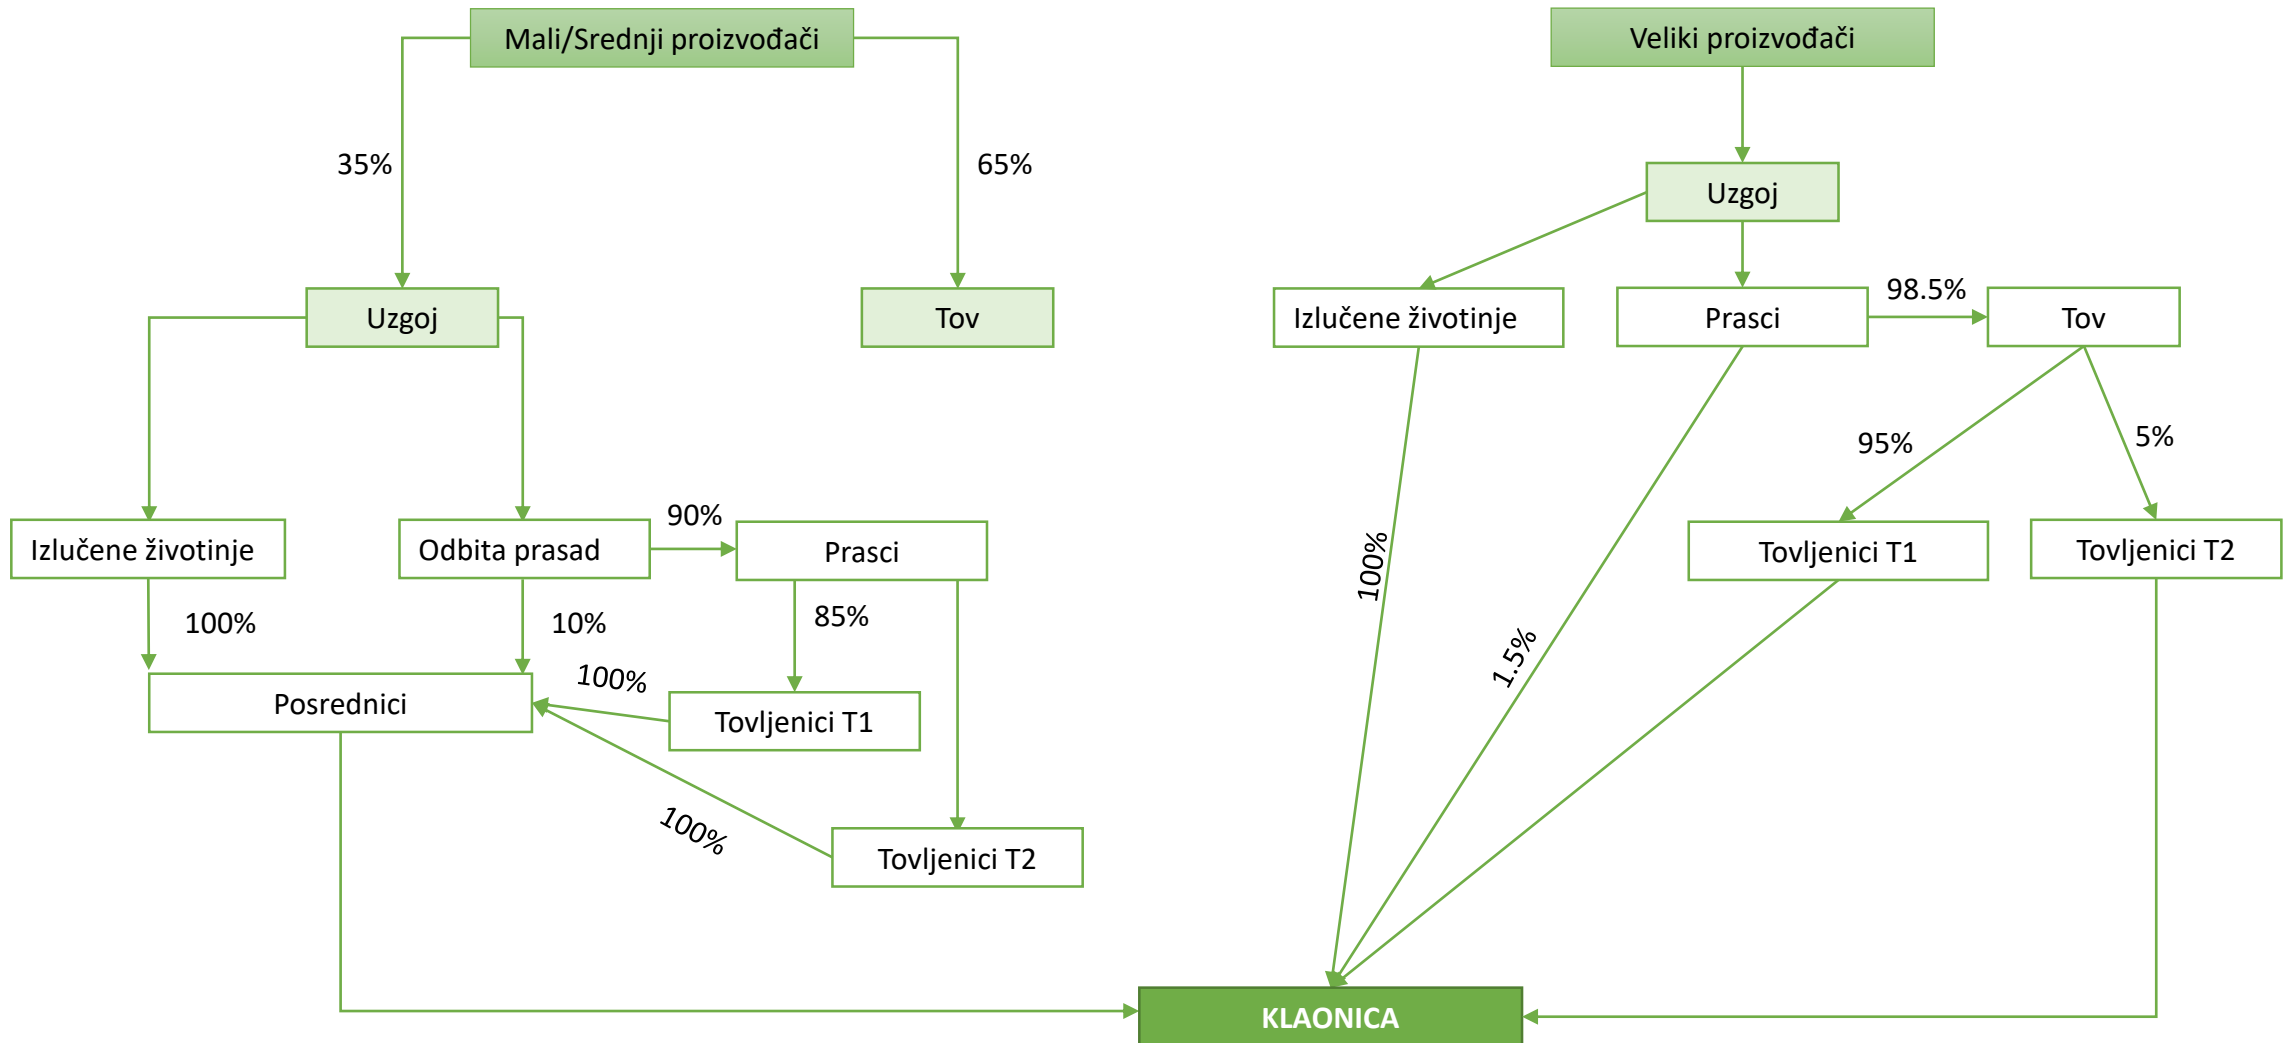 Mali/Srednji proizvođači
Veliki proizvođači
35%
65%
Uzgoj
Uzgoj
Tov
Izlučene životinje
Prasci
98.5%
Tov
95%
5%
Izlučene životinje
Odbita prasad
90%
Prasci
Tovljenici T1
Tovljenici T2
100%
10%
85%
100%
1.5%
Posrednici
100%
Tovljenici T1
100%
Tovljenici T2
KLAONICA